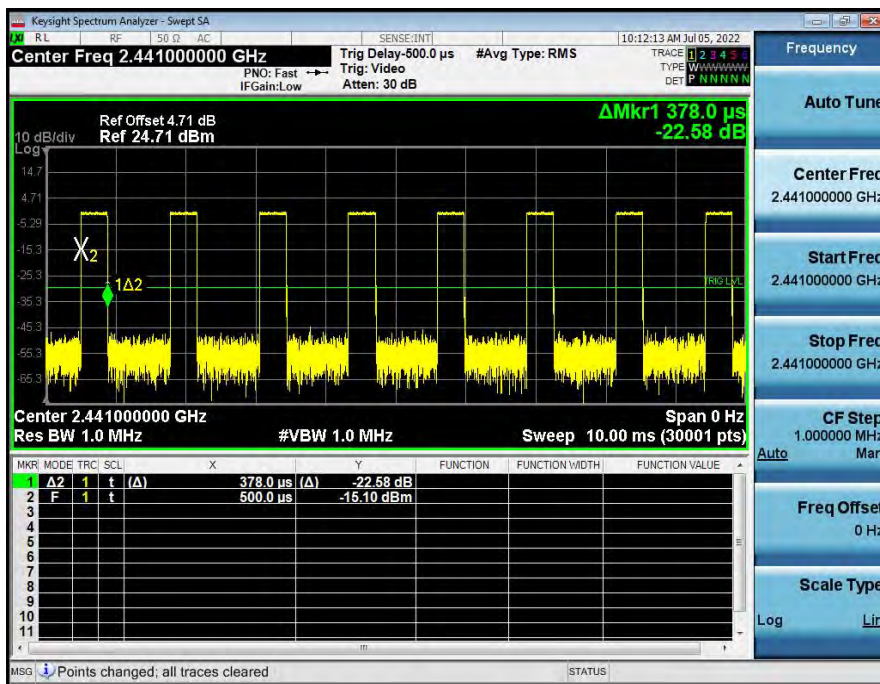 Keysight Spectrum Analyzer - Swept SA
LXI RL RF 50 Ω AC SENSE:INT 10:12:13 AM Jul 05, 2022
Center Freq 2.441000000 GHz
PNO: Fast
IFGain:Low
Trig Delay-500.0 µs
Trig: Video
Atten: 30 dB
#Avg Type: RMS
TRACE 1 2 3 4 5 6
TYPE WWWWWW
DET P NNNNN
Ref Offset 4.71 dB
10 dB/div Ref 24.71 dBm
Log
ΔMkr1 378.0 µs
-22.58 dB
14.7
4.71
-5.29
-15.3
-25.3
-35.3
-45.3
-55.3
-65.3
X2
1Δ2
TRIG LVL
Center 2.441000000 GHz Span 0 Hz
Res BW 1.0 MHz #VBW 1.0 MHz Sweep 10.00 ms (30001 pts)
MKR MODE TRC SCL X Y FUNCTION FUNCTION WIDTH FUNCTION VALUE
1 Δ2 1 t (Δ) 378.0 µs (Δ) -22.58 dB
2 F 1 t 500.0 µs -15.10 dBm
3
4
5
6
7
8
9
10
11
MSG Points changed; all traces cleared STATUS
Frequency
Auto Tune
Center Freq
2.441000000 GHz
Start Freq
2.441000000 GHz
Stop Freq
2.441000000 GHz
CF Step
1.000000 MHz
Auto Man
Freq Offset
0 Hz
Scale Type
Log Lin